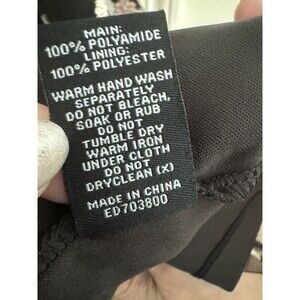 MAIN:
100% POLYAMIDE
LINING:
100% POLYESTER
WARM HAND WASH
SEPARATELY
DO NOT BLEACH,
SOAK OR RUB
DO NOT
TUMBLE DRY
WARM IRON
UNDER CLOTH
DO NOT
DRYCLEAN (X)
MADE IN CHINA
ED703800